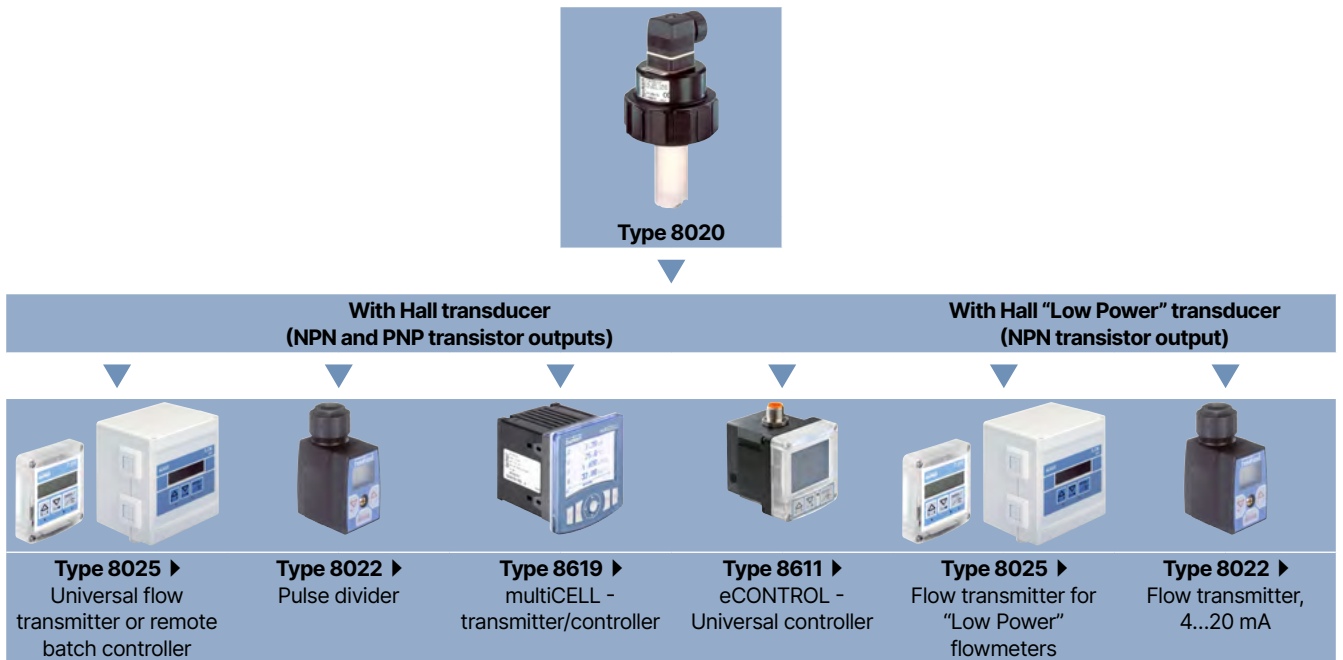 Type 8020
With Hall transducer
(NPN and PNP transistor outputs)
With Hall “Low Power” transducer
(NPN transistor output)
Type 8025
Universal flow
transmitter or remote
batch controller
Type 8022
Pulse divider
Type 8619
multiCELL -
transmitter/controller
Type 8611
eCONTROL -
Universal controller
Type 8025
Flow transmitter for
“Low Power”
flowmeters
Type 8022
Flow transmitter,
4...20 mA